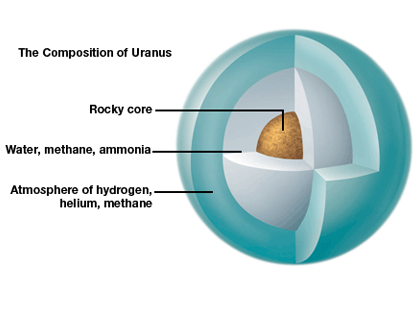 The Composition of Uranus
Rocky core
Water, methane, ammonia
Atmosphere of hydrogen,
helium, methane